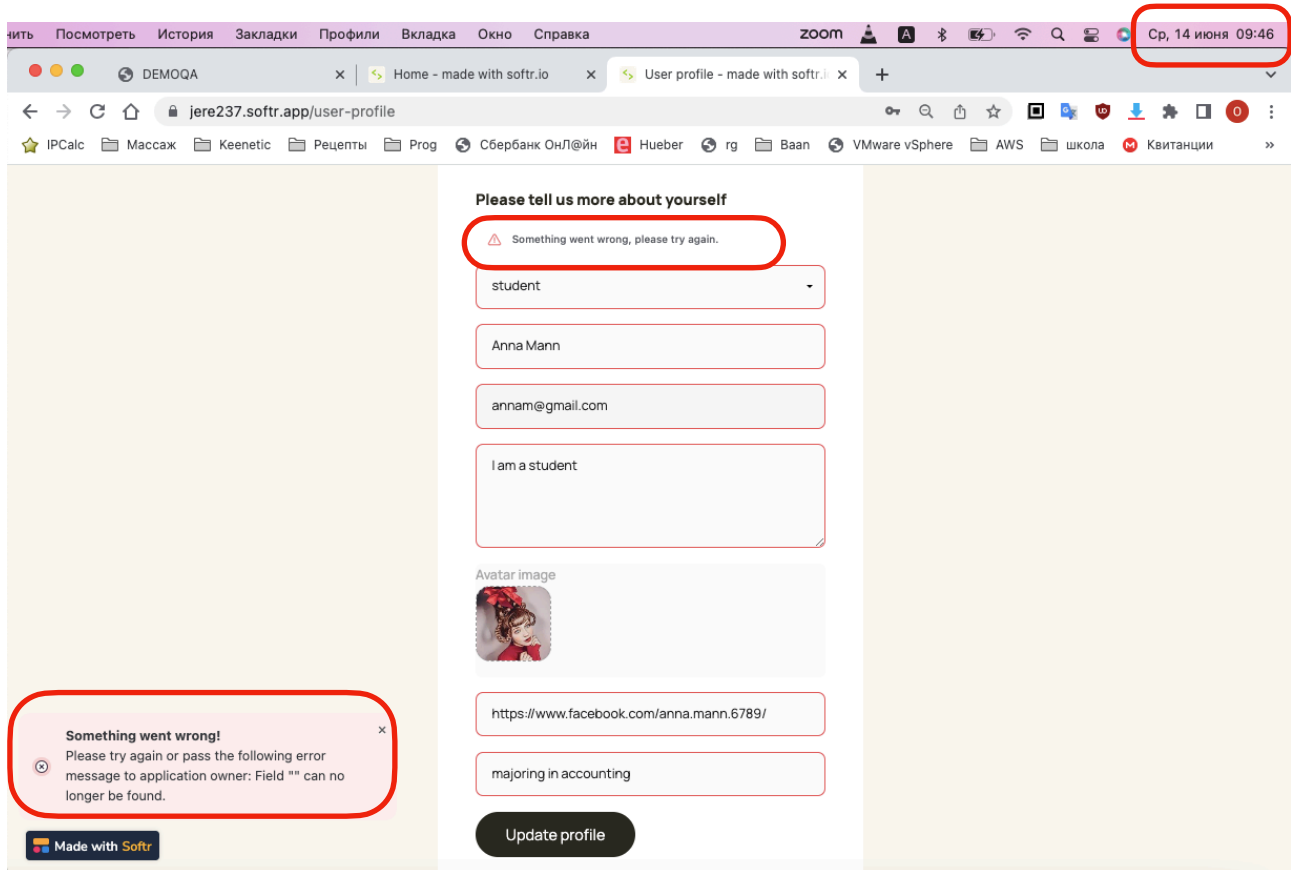 нить Посмотреть История Закладки Профили Вкладка Окно Справка zoom A Ср, 14 июня 09:46
DEMOQA Home - made with softr.io User profile - made with softr.i
jere237.softr.app/user-profile O
IPCalc Массаж Keenetic Рецепты Prog Сбербанк ОнЛ@йн Hueber rg Baan VMware vSphere AWS школа Квитанции »
Please tell us more about yourself
Something went wrong, please try again.
student
Anna Mann
annam@gmail.com
I am a student
Avatar image
https://www.facebook.com/anna.mann.6789/
majoring in accounting
Update profile
Something went wrong!
Please try again or pass the following error
message to application owner: Field "" can no
longer be found.
Made with Softr